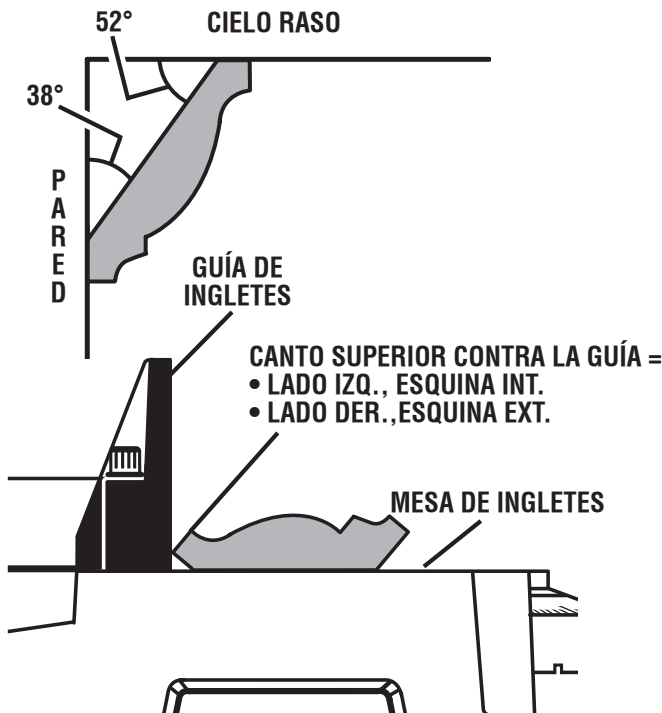 52°
CIELO RASO
38°
PARED
GUÍA DE
INGLETES
CANTO SUPERIOR CONTRA LA GUÍA =
• LADO IZQ., ESQUINA INT.
• LADO DER.,ESQUINA EXT.
MESA DE INGLETES